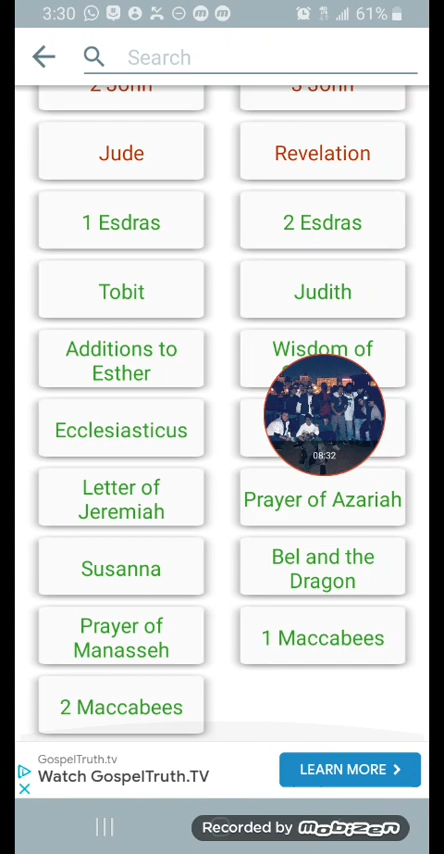 3:30 61%
Search
2 John 3 John
Jude Revelation
1 Esdras 2 Esdras
Tobit Judith
Additions to Wisdom of
Esther
Ecclesiasticus
08:32
Letter of
Jeremiah
Prayer of Azariah
Susanna
Bel and the
Dragon
Prayer of
Manasseh
1 Maccabees
2 Maccabees
GospelTruth.tv
Watch GospelTruth.TV
LEARN MORE
Recorded by Mobizen